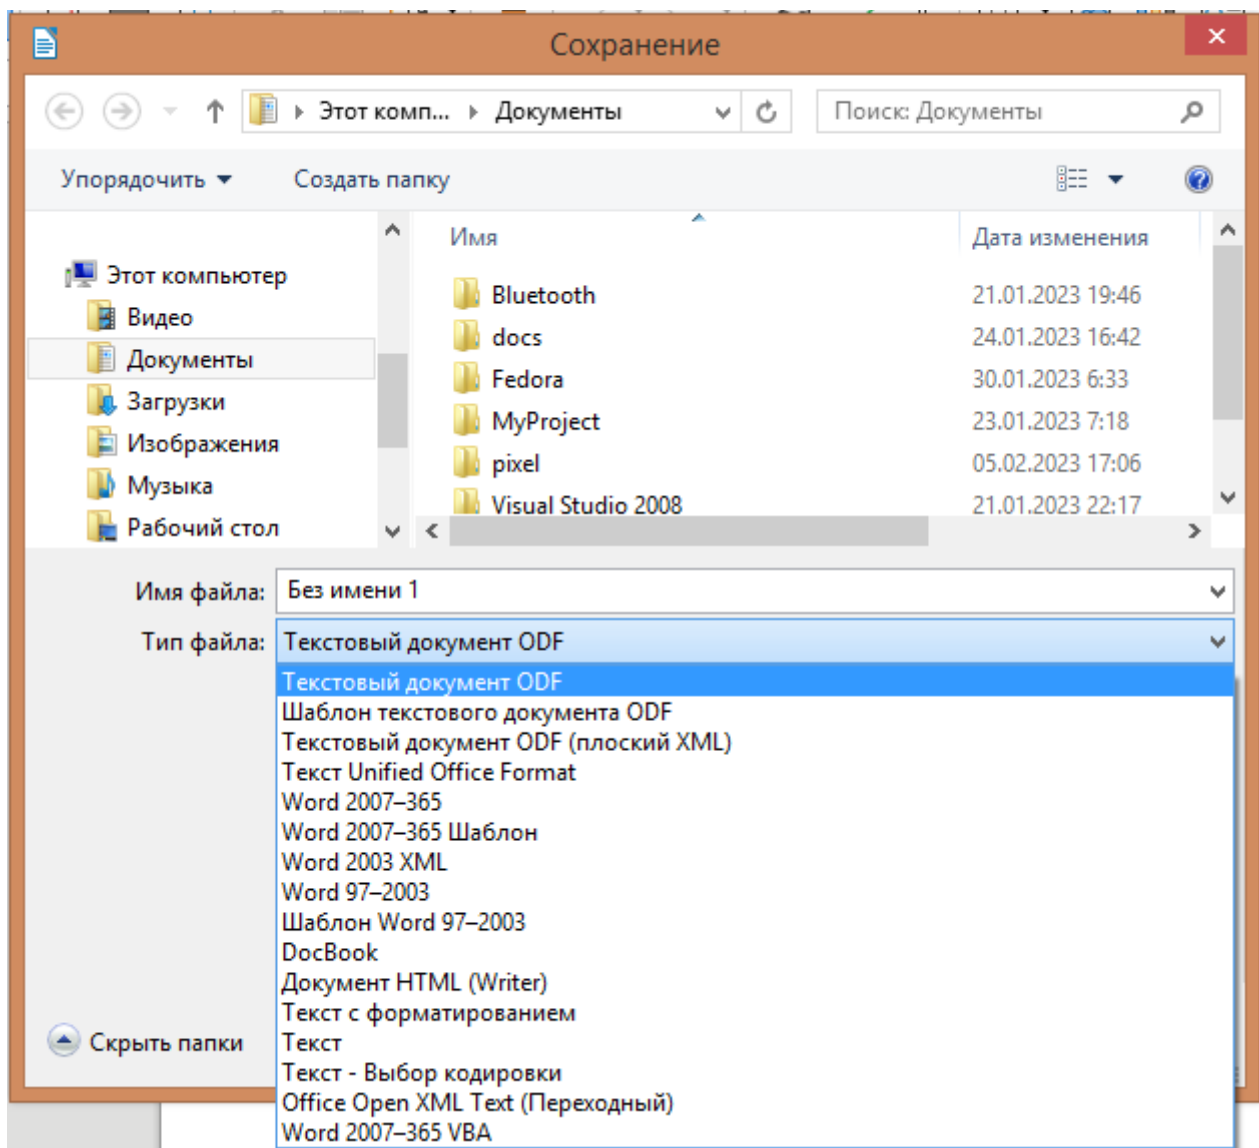 Сохранение
Этот комп... Документы
Поиск: Документы
Упорядочить Создать папку
Имя Дата изменения
Этот компьютер
Видео
Документы
Загрузки
Изображения
Музыка
Рабочий стол
Bluetooth 21.01.2023 19:46
docs 24.01.2023 16:42
Fedora 30.01.2023 6:33
MyProject 23.01.2023 7:18
pixel 05.02.2023 17:06
Visual Studio 2008 21.01.2023 22:17
Имя файла: Без имени 1
Тип файла: Текстовый документ ODF
Текстовый документ ODF
Шаблон текстового документа ODF
Текстовый документ ODF (плоский XML)
Текст Unified Office Format
Word 2007–365
Word 2007–365 Шаблон
Word 2003 XML
Word 97–2003
Шаблон Word 97–2003
DocBook
Документ HTML (Writer)
Текст с форматированием
Текст
Текст - Выбор кодировки
Office Open XML Text (Переходный)
Word 2007–365 VBA
Скрыть папки